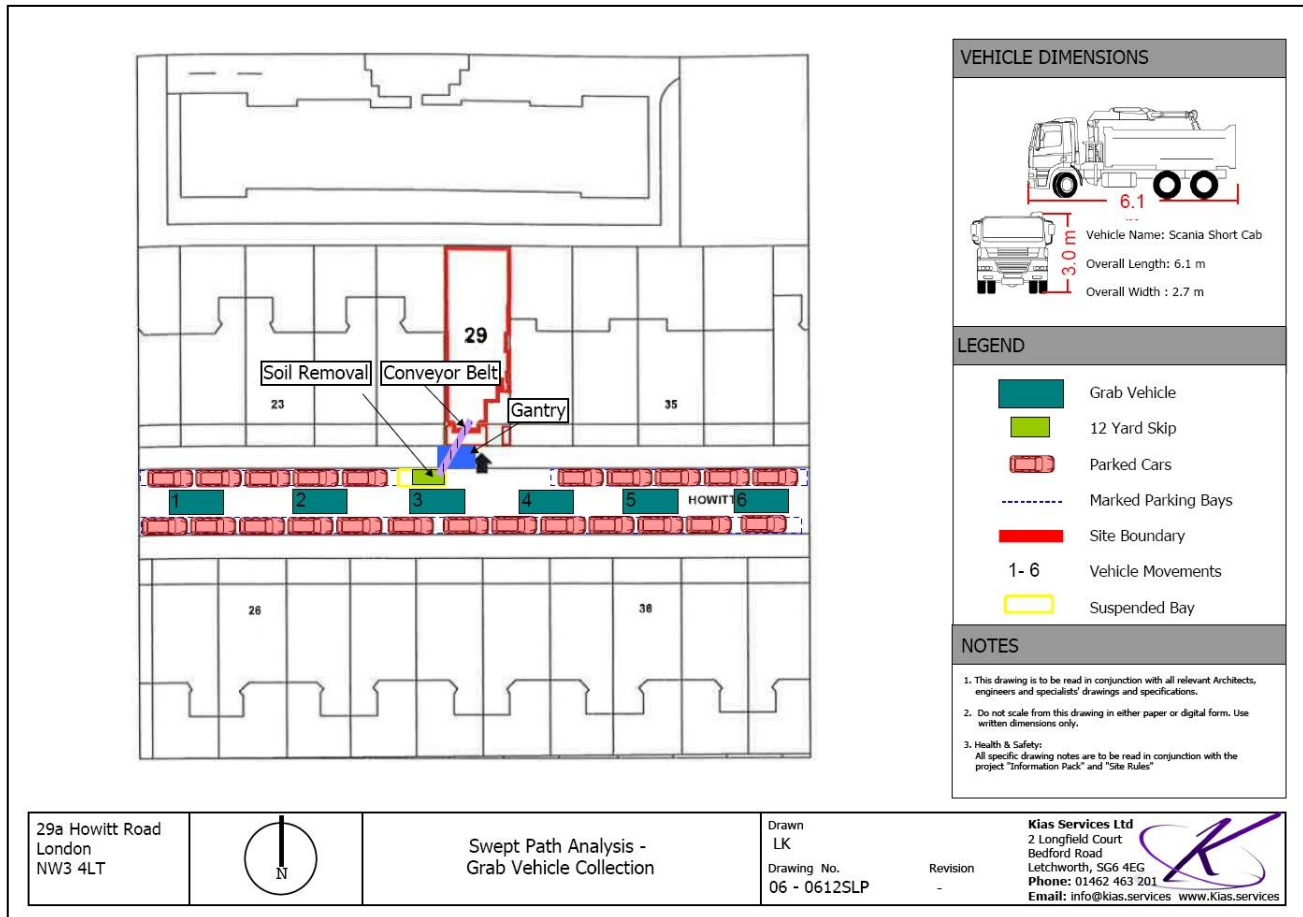 VEHICLE DIMENSIONS
6.1
3.0 m
Vehicle Name: Scania Short Cab
Overall Length: 6.1 m
Overall Width : 2.7 m
LEGEND
Grab Vehicle
12 Yard Skip
Parked Cars
Marked Parking Bays
Site Boundary
1- 6 Vehicle Movements
Suspended Bay
NOTES
1. This drawing is to be read in conjunction with all relevant Architects,
engineers and specialists' drawings and specifications.
2. Do not scale from this drawing in either paper or digital form. Use
written dimensions only.
3. Health & Safety:
All specific drawing notes are to be read in conjunction with the
project "Information Pack" and "Site Rules"
29
Soil Removal
Conveyor Belt
Gantry
23
35
1
2
3
4
5
HOWITT
6
26
36
29a Howitt Road
London
NW3 4LT
N
Swept Path Analysis -
Grab Vehicle Collection
Drawn
LK
Drawing No.
06 - 0612SLP
Revision
-
Kias Services Ltd
2 Longfield Court
Bedford Road
Letchworth, SG6 4EG
Phone: 01462 463 201
Email: info@kias.services www.Kias.services
K